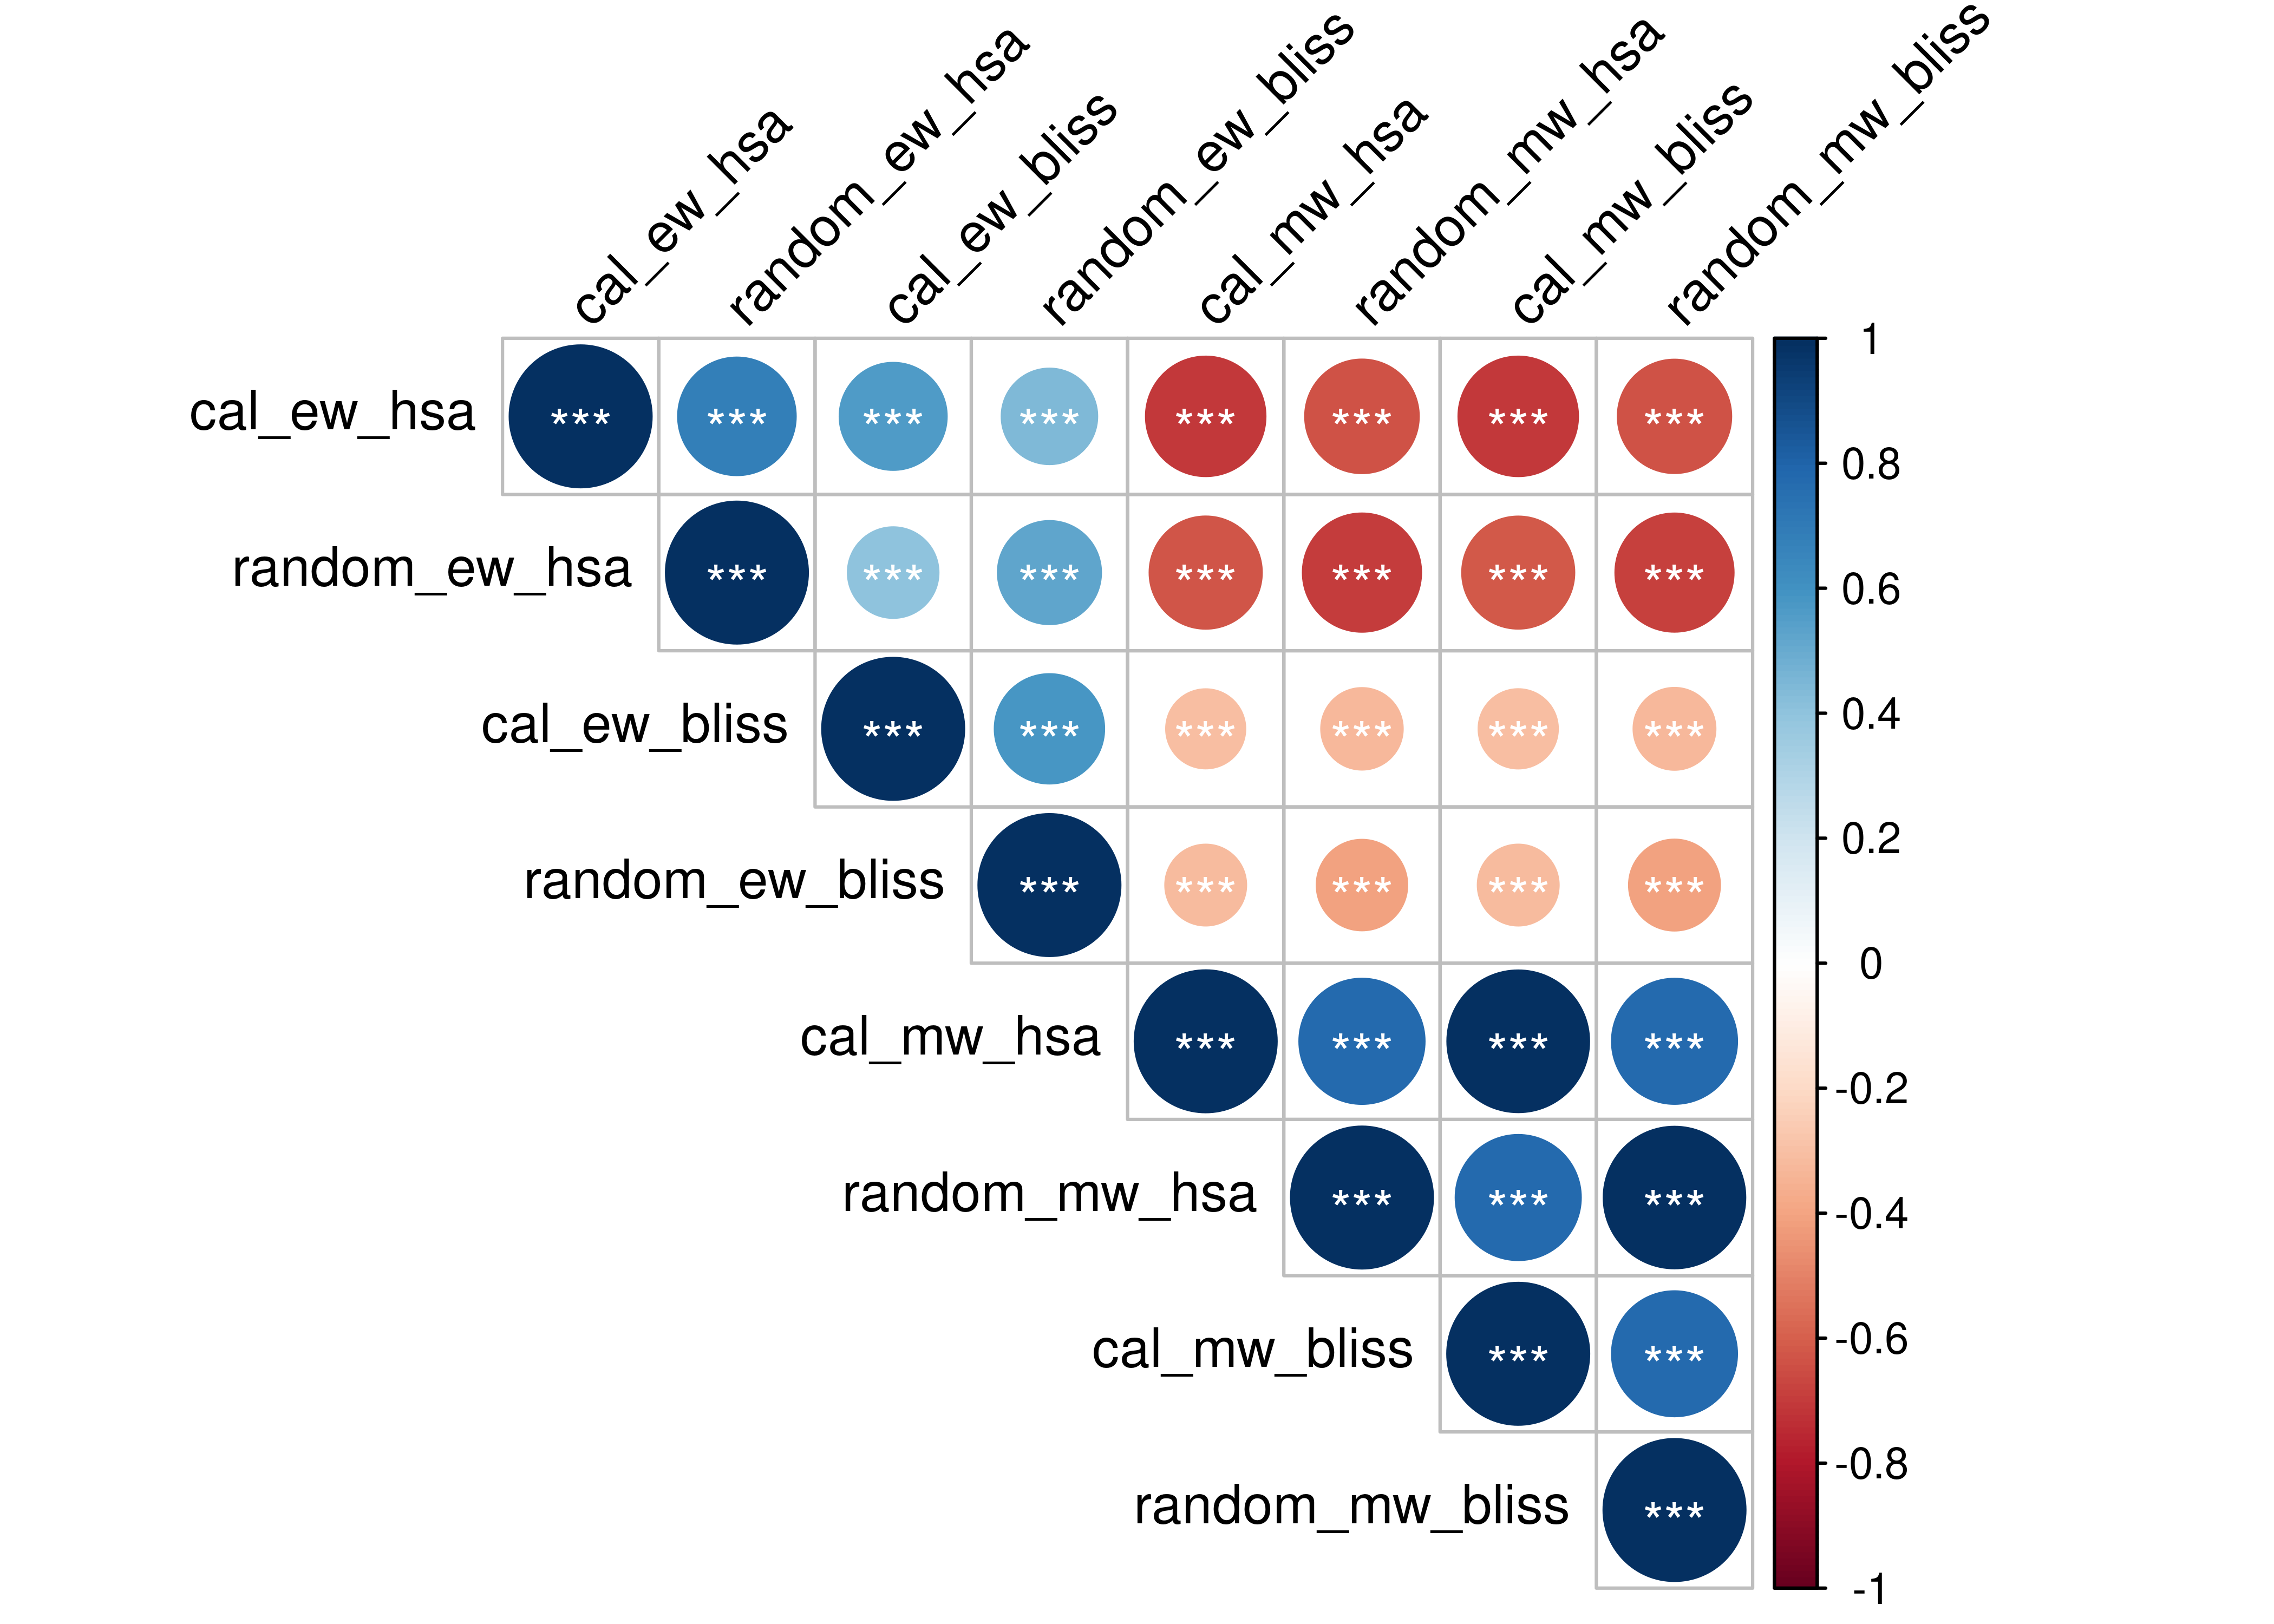 cal_ew_hsa
random_ew_hsa
cal_ew_bliss
random_ew_bliss
cal_mw_hsa
random_mw_hsa
cal_mw_bliss
random_mw_bliss
cal_ew_hsa *** *** *** *** *** *** *** ***
random_ew_hsa *** *** *** *** *** *** ***
cal_ew_bliss *** *** *** *** *** ***
random_ew_bliss *** *** *** *** ***
cal_mw_hsa *** *** *** ***
random_mw_hsa *** *** ***
cal_mw_bliss *** ***
random_mw_bliss ***
1
0.8
0.6
0.4
0.2
0
-0.2
-0.4
-0.6
-0.8
-1